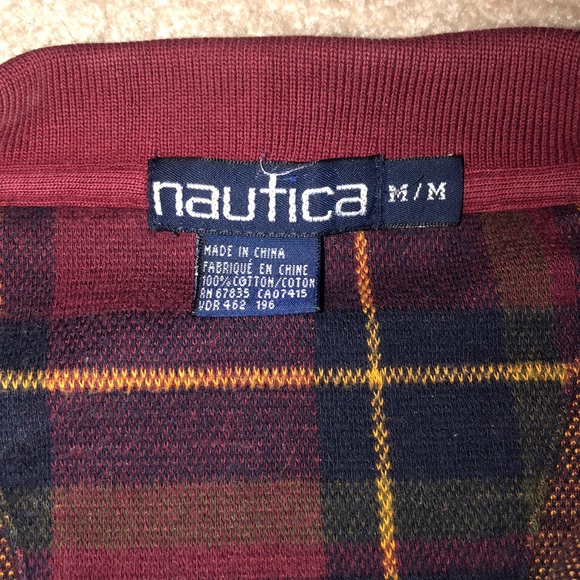 nautica M/M
MADE IN CHINA
FABRIQUÉ EN CHINE
100% COTTON/COTON
RN 67835 CA07415
VDR 462 196